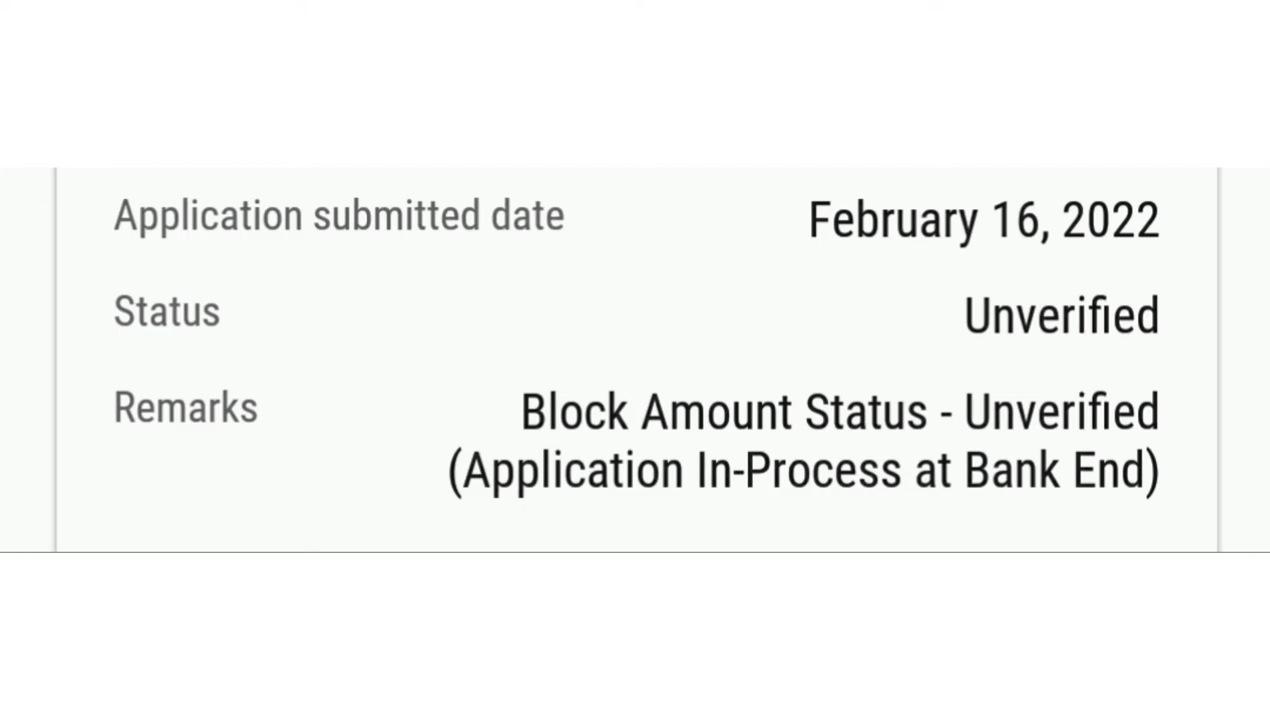 Application submitted date February 16, 2022
Status Unverified
Remarks Block Amount Status - Unverified
(Application In-Process at Bank End)